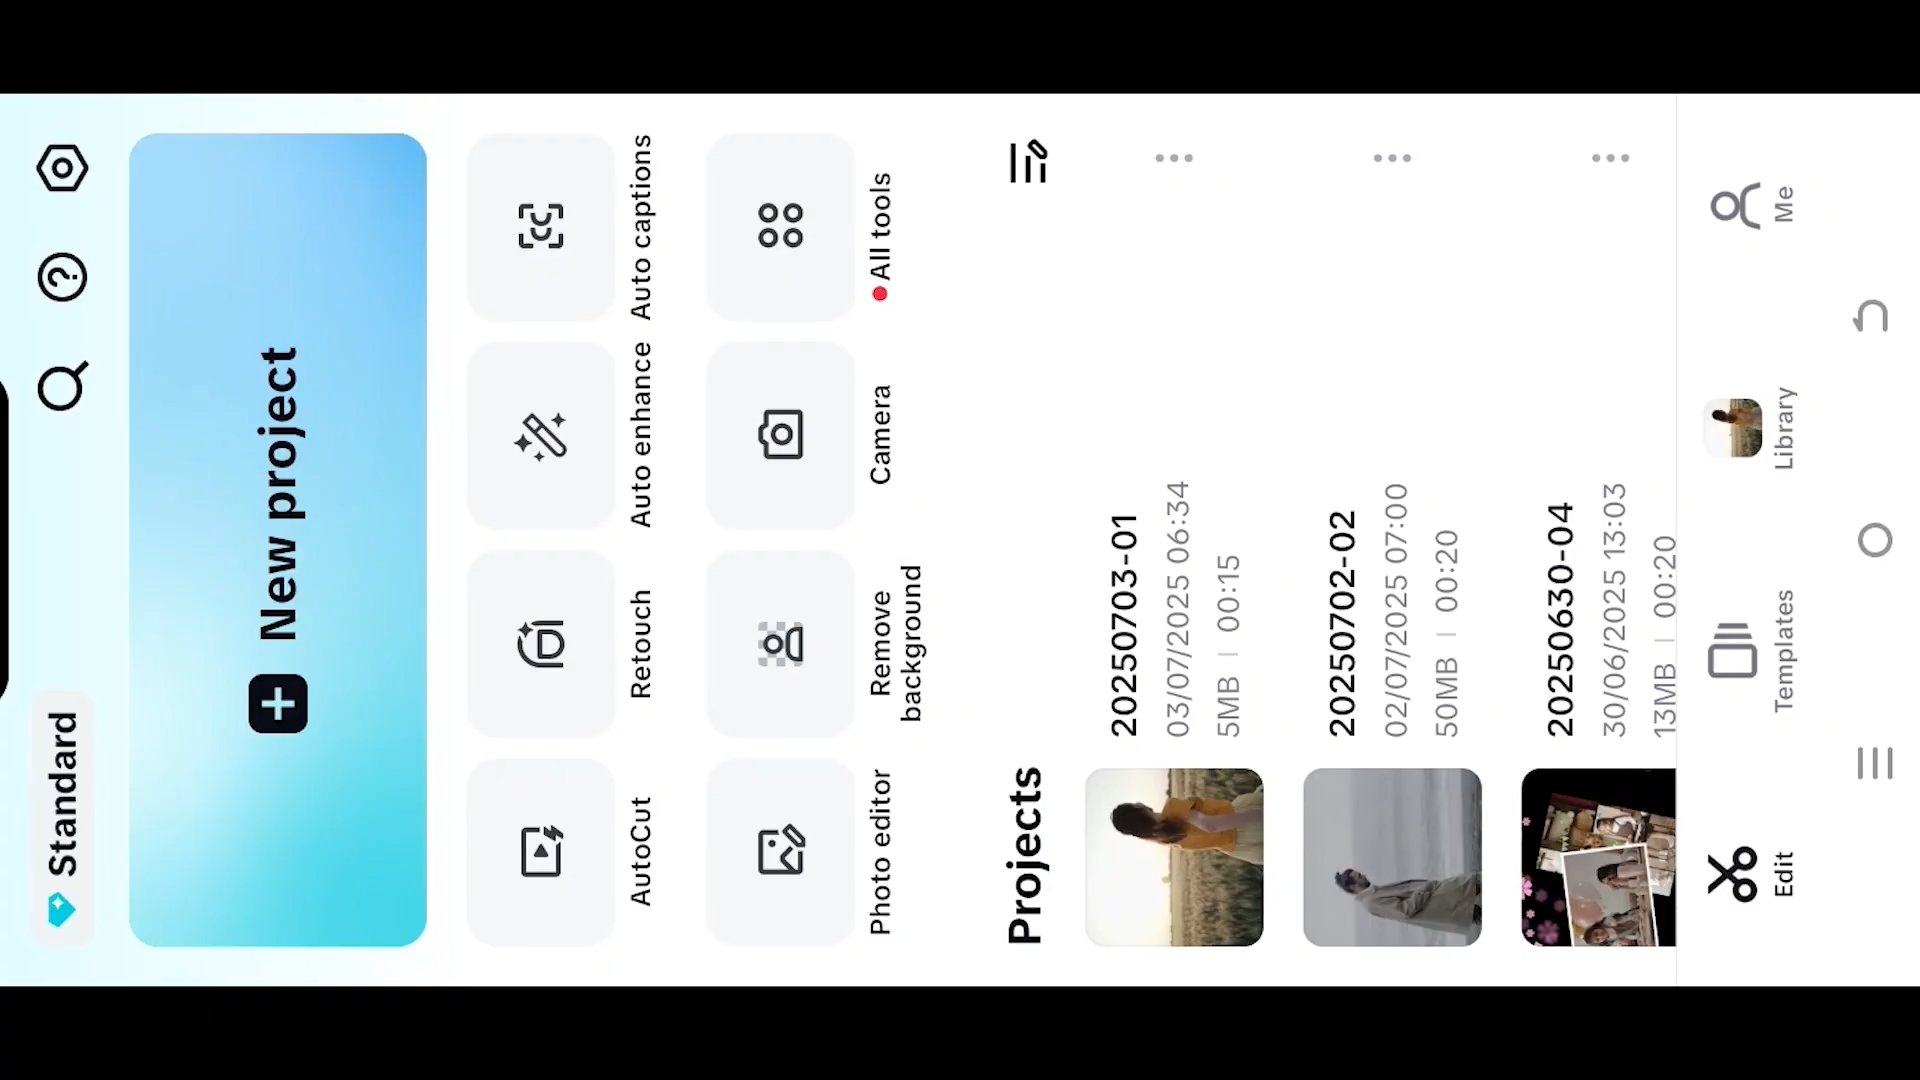 Standard
New project
AutoCut
Retouch
Auto enhance
Auto captions
Photo editor
Remove
background
Camera
All tools
Projects
20250703-01
03/07/2025 06:34
5MB | 00:15
20250702-02
02/07/2025 07:00
50MB | 00:20
20250630-04
30/06/2025 13:03
13MB | 00:20
Edit
Templates
Library
Me